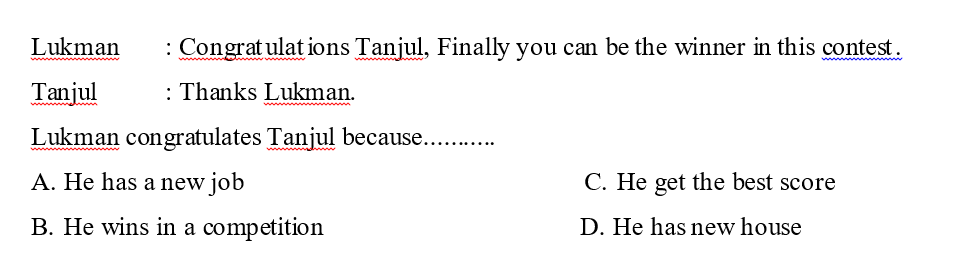 Lukman : Congratulations Tanjul, Finally you can be the winner in this contest.
Tanjul : Thanks Lukman.
Lukman congratulates Tanjul because...........
A. He has a new job C. He get the best score
B. He wins in a competition D. He has new house